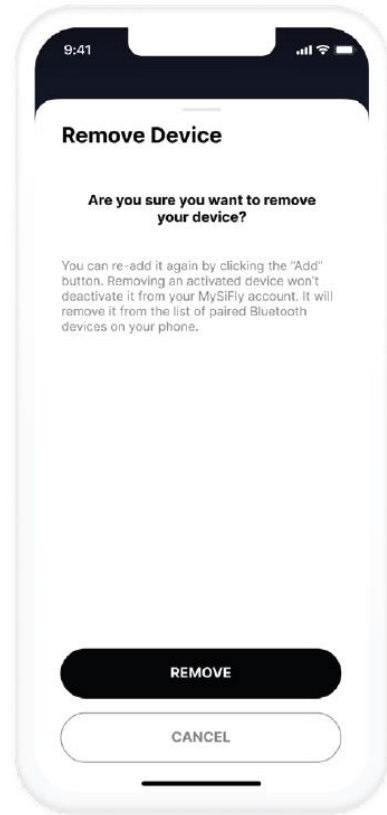 9:41
Remove Device
Are you sure you want to remove
your device?
You can re-add it again by clicking the "Add"
button. Removing an activated device won't
deactivate it from your MySiFly account. It will
remove it from the list of paired Bluetooth
devices on your phone.
REMOVE
CANCEL